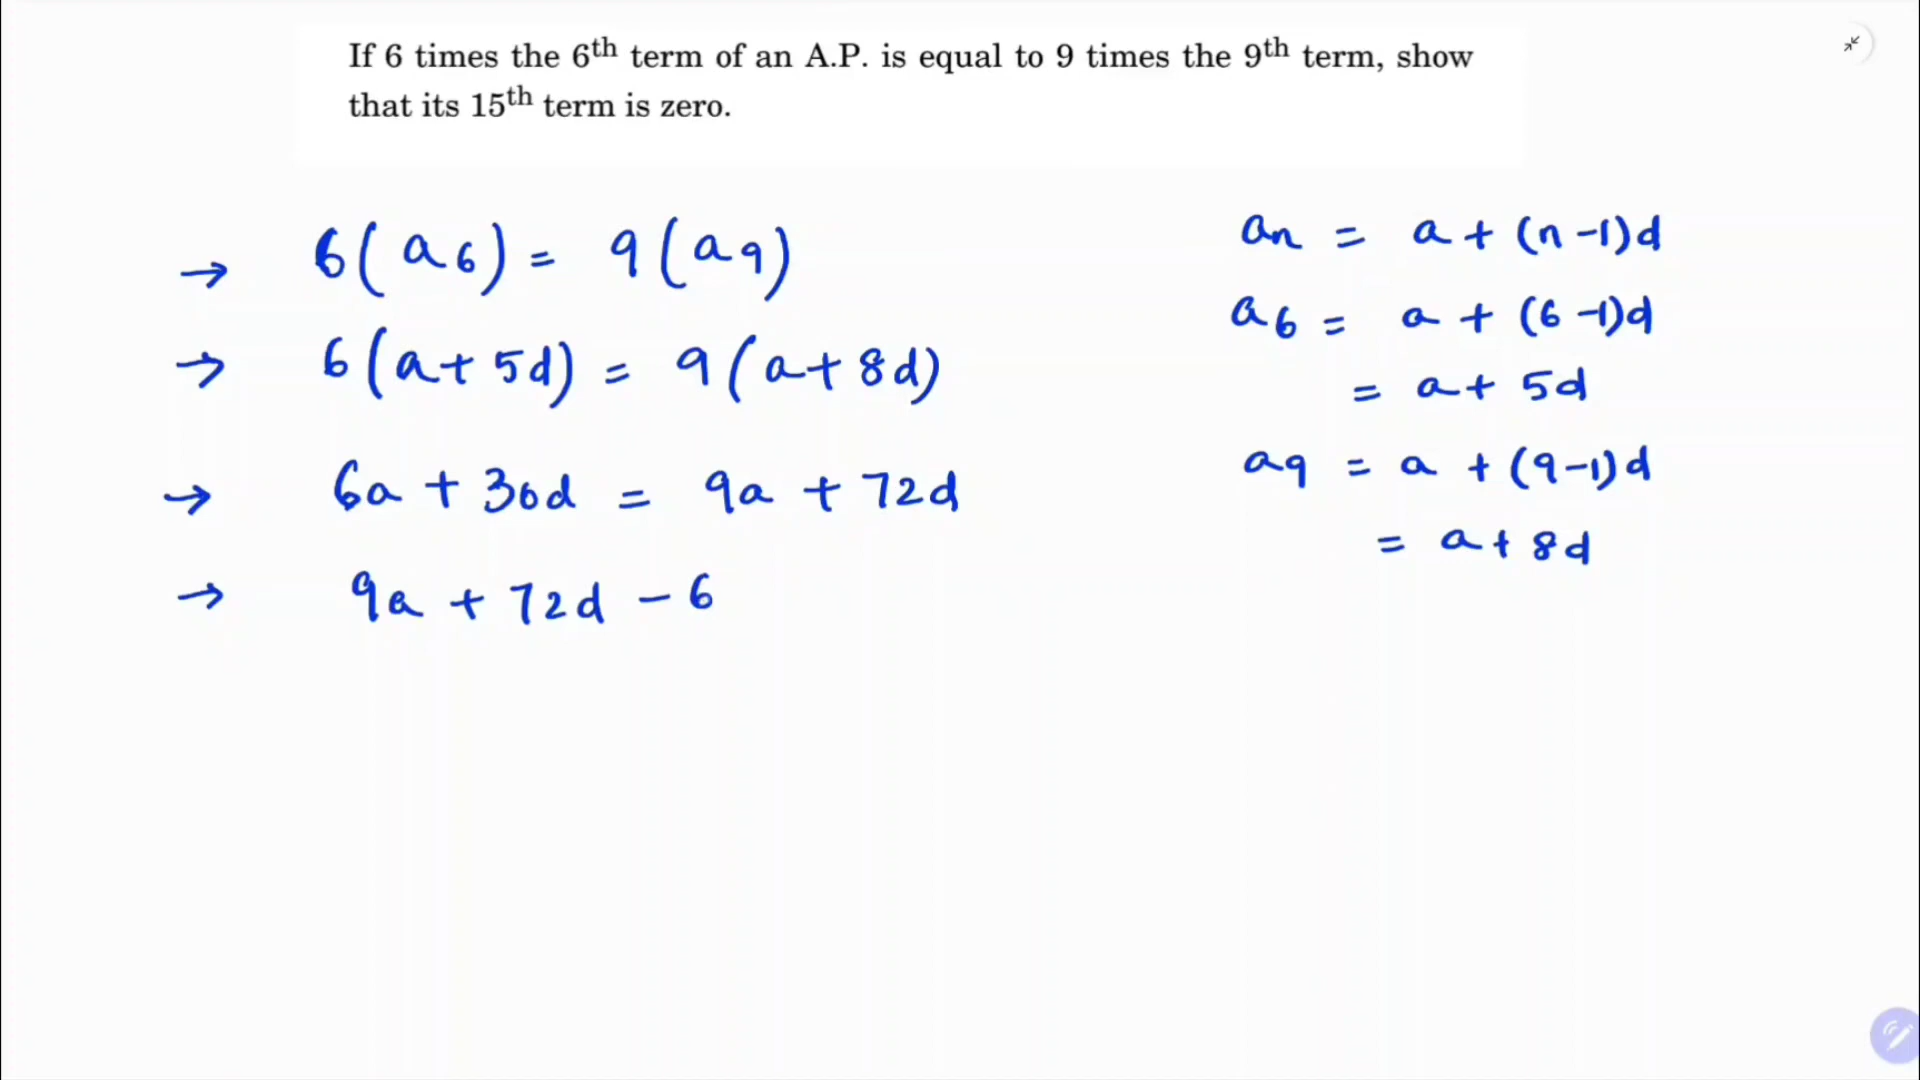 If 6 times the 6th term of an A.P. is equal to 9 times the 9th term, show
that its 15th term is zero.
→ 6(a6) = 9(a9)
→ 6(a+5d) = 9(a+8d)
→ 6a + 30d = 9a + 72d
→ 9a + 72d - 6
an = a + (n-1)d
a6 = a + (6-1)d
= a + 5d
a9 = a + (9-1)d
= a + 8d